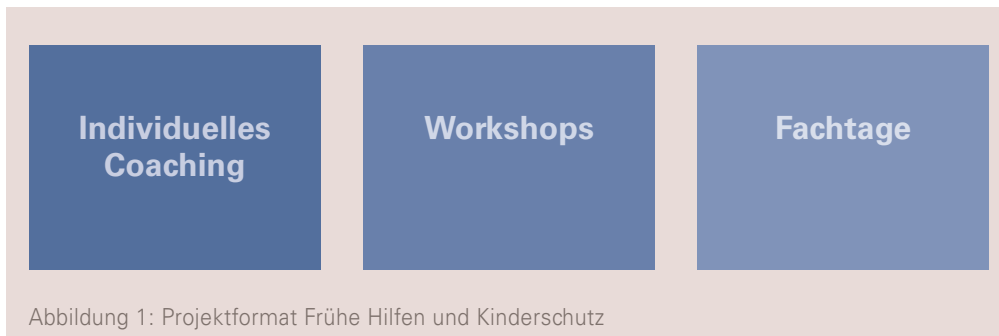 Individuelles
Coaching
Workshops
Fachtage
Abbildung 1: Projektformat Frühe Hilfen und Kinderschutz